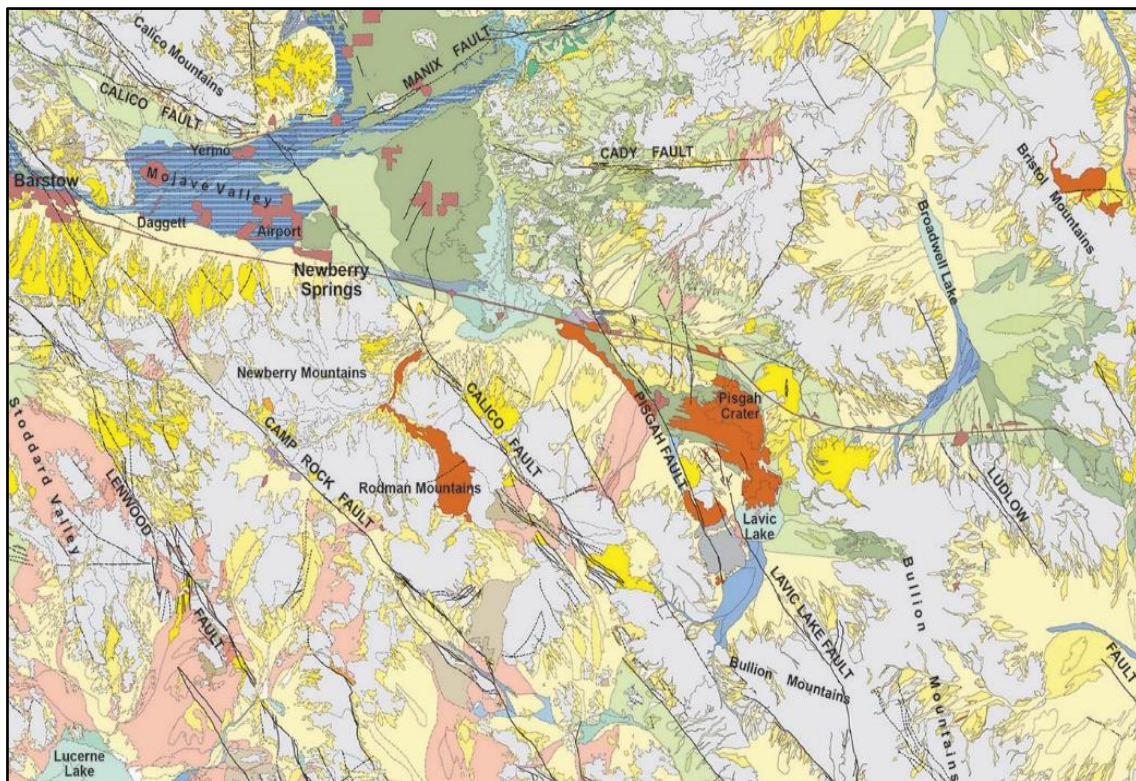 Calico Mountains
CALICO FAULT
MANIX FAULT
Yermo
Mojave Valley
CADY FAULT
Barstow
Daggett
Airport
Newberry
Springs
Bristol Mountains
Broadwell Lake
Newberry Mountains
Stoddard Valley
LENWOOD
FAULT
CAMP ROCK FAULT
Rodman Mountains
CALICO FAULT
PISGAH FAULT
Pisgah
Crater
Lavic
Lake
LUDLOW
FAULT
LAVIC LAKE FAULT
Bullion Mountains
Bullion Mountains
Lucerne
Lake